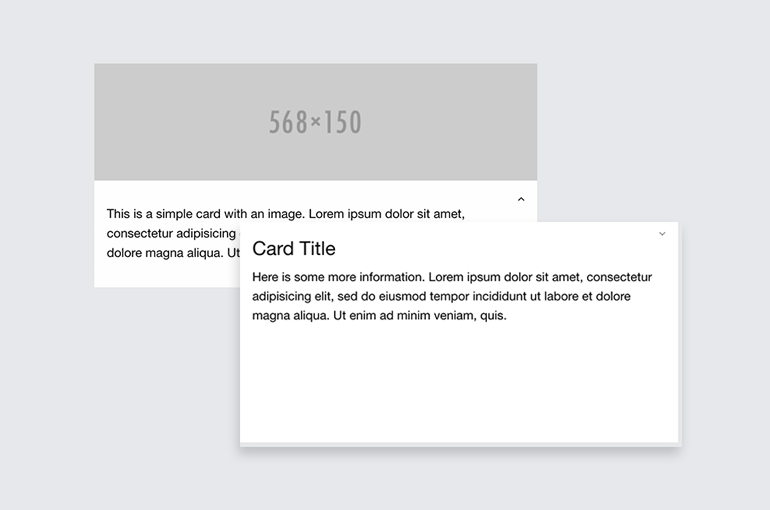 568×150
This is a simple card with an image. Lorem ipsum dolor sit amet,
consectetur adipisicing
dolore magna aliqua. Ut
Card Title
Here is some more information. Lorem ipsum dolor sit amet, consectetur
adipisicing elit, sed do eiusmod tempor incididunt ut labore et dolore
magna aliqua. Ut enim ad minim veniam, quis.